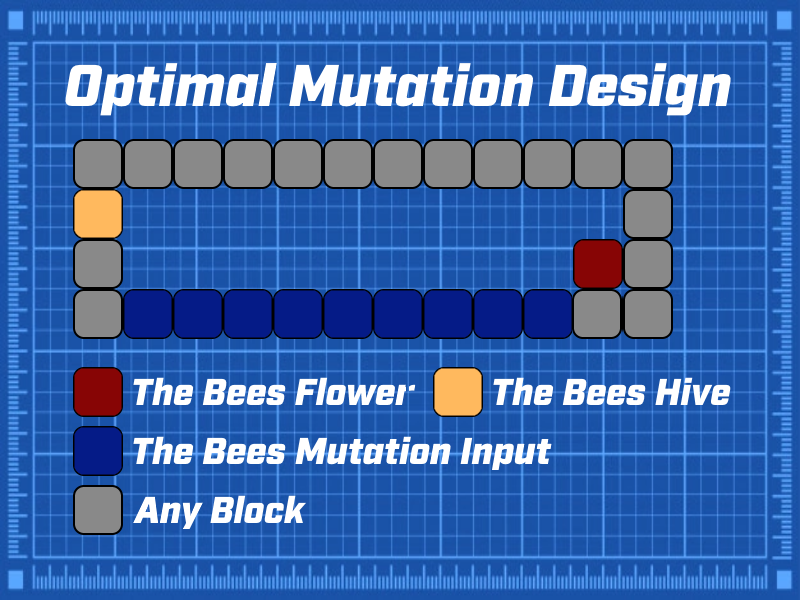 Optimal Mutation Design
The Bees Flower
The Bees Hive
The Bees Mutation Input
Any Block